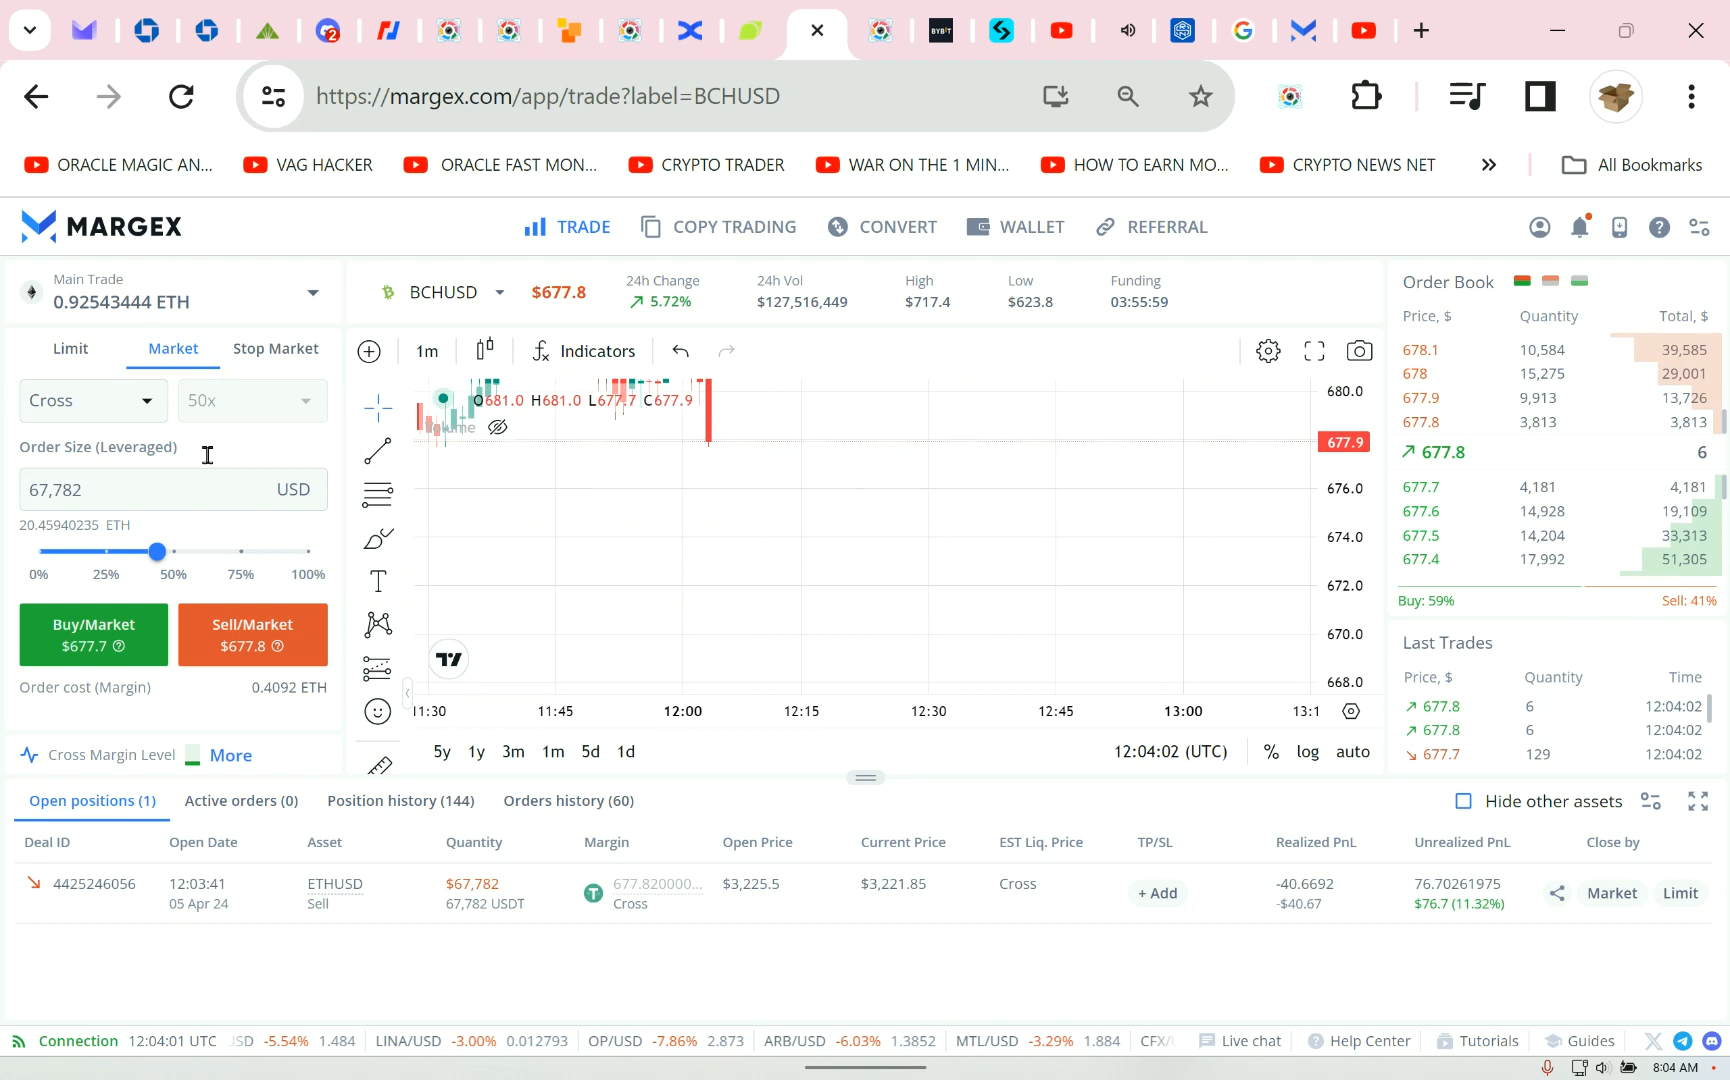 2
BYBIT
https://margex.com/app/trade?label=BCHUSD
ORACLE MAGIC AN...
VAG HACKER
ORACLE FAST MON...
CRYPTO TRADER
WAR ON THE 1 MIN...
HOW TO EARN MO...
CRYPTO NEWS NET
»
All Bookmarks
MARGEX
TRADE
COPY TRADING
CONVERT
WALLET
REFERRAL
Main Trade
0.92543444 ETH
BCHUSD
$677.8
24h Change
5.72%
24h Vol
$127,516,449
High
$717.4
Low
$623.8
Funding
03:55:59
Limit
Market
Stop Market
Cross
50x
Order Size (Leveraged)
67,782 USD
20.45940235 ETH
0% 25% 50% 75% 100%
Buy/Market
$677.7
Sell/Market
$677.8
Order cost (Margin) 0.4092 ETH
Cross Margin Level More
1m
Indicators
O681.0 H681.0 L677.7 C677.9
Volume
680.0
677.9
676.0
674.0
672.0
670.0
668.0
11:30 11:45 12:00 12:15 12:30 12:45 13:00 13:1
5y 1y 3m 1m 5d 1d
12:04:02 (UTC) % log auto
Order Book
Price, $ Quantity Total, $
678.1 10,584 39,585
678 15,275 29,001
677.9 9,913 13,726
677.8 3,813 3,813
677.8 6
677.7 4,181 4,181
677.6 14,928 19,109
677.5 14,204 33,313
677.4 17,992 51,305
Buy: 59% Sell: 41%
Last Trades
Price, $ Quantity Time
677.8 6 12:04:02
677.8 6 12:04:02
677.7 129 12:04:02
Open positions (1) Active orders (0) Position history (144) Orders history (60)
Hide other assets
Deal ID Open Date Asset Quantity Margin Open Price Current Price EST Liq. Price TP/SL Realized PnL Unrealized PnL Close by
4425246056 12:03:41 ETHUSD $67,782 677.820000... $3,225.5 $3,221.85 Cross + Add -40.6692 76.70261975 Market Limit
05 Apr 24 Sell 67,782 USDT Cross -$40.67 $76.7 (11.32%)
Connection 12:04:01 UTC SD -5.54% 1.484 LINA/USD -3.00% 0.012793 OP/USD -7.86% 2.873 ARB/USD -6.03% 1.3852 MTL/USD -3.29% 1.884 CFX/U
Live chat Help Center Tutorials Guides
8:04 AM